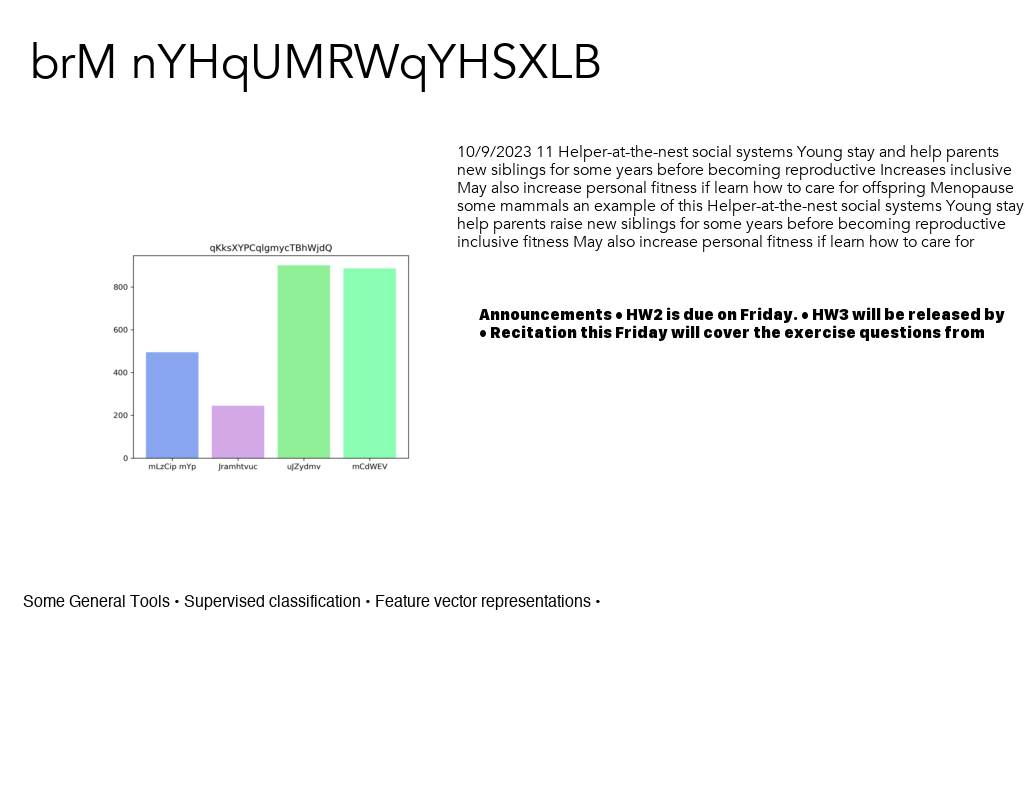 brM nYHqUMRWqYHSXLB
10/9/2023 11 Helper-at-the-nest social systems Young stay and help parents
new siblings for some years before becoming reproductive Increases inclusive
May also increase personal fitness if learn how to care for offspring Menopause
some mammals an example of this Helper-at-the-nest social systems Young stay
help parents raise new siblings for some years before becoming reproductive
inclusive fitness May also increase personal fitness if learn how to care for
qKksXYPCqlgmycTBhWjdQ
800
600
400
200
0
mLzCip mYp Jramhtvuc uJZydmv mCdWEV
Announcements • HW2 is due on Friday. • HW3 will be released by
• Recitation this Friday will cover the exercise questions from
Some General Tools • Supervised classification • Feature vector representations •